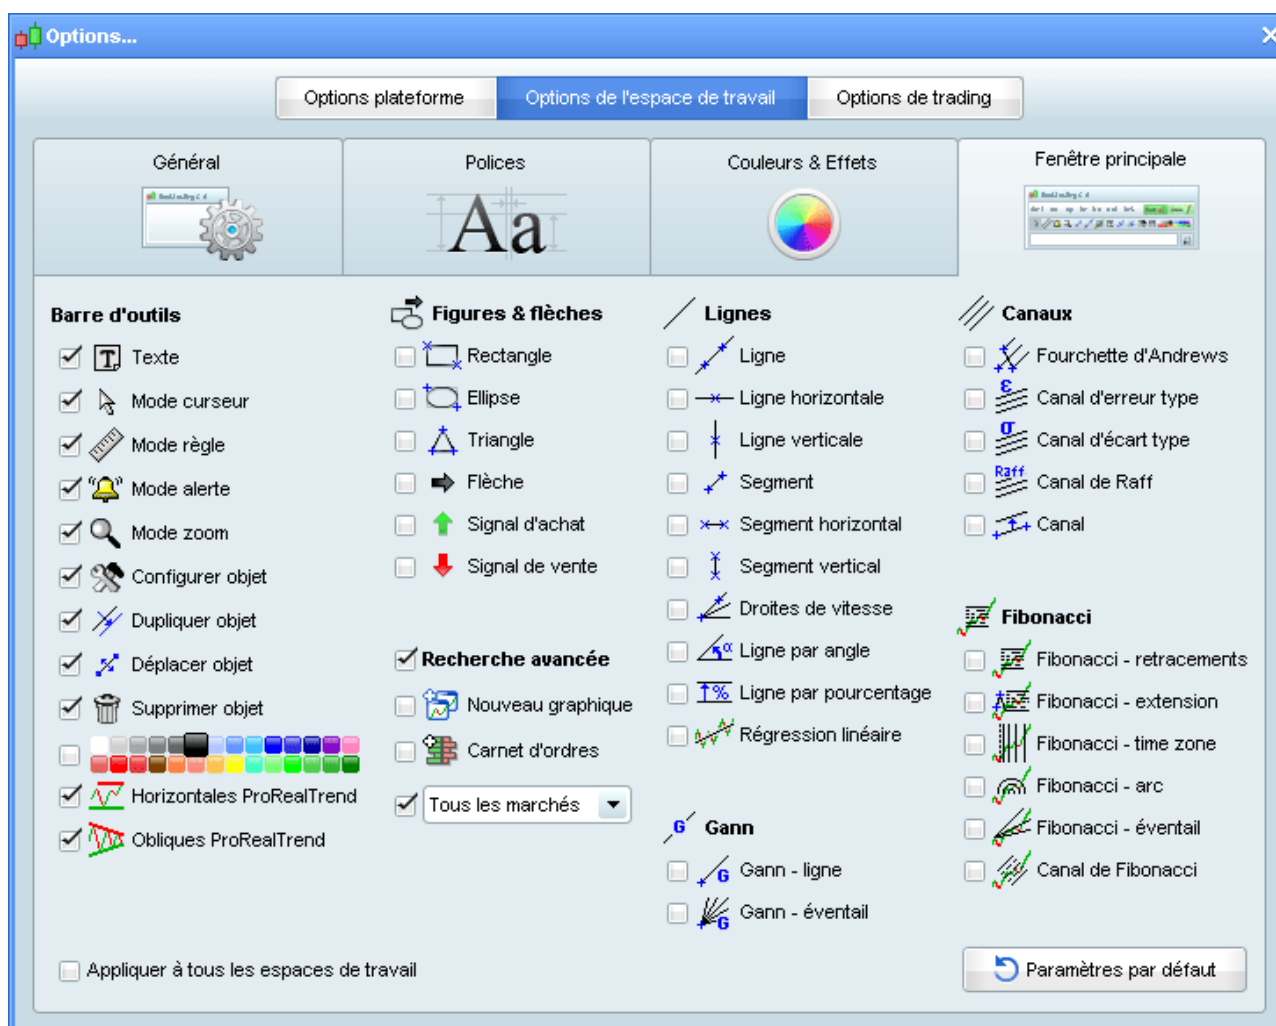 Options...
Options plateforme
Options de l'espace de travail
Options de trading
Général
Polices
Couleurs & Effets
Fenêtre principale
Aa
Barre d'outils
Texte
Mode curseur
Mode règle
Mode alerte
Mode zoom
Configurer objet
Dupliquer objet
Déplacer objet
Supprimer objet
Horizontales ProRealTrend
Obliques ProRealTrend
Figures & flèches
Rectangle
Ellipse
Triangle
Flèche
Signal d'achat
Signal de vente
Recherche avancée
Nouveau graphique
Carnet d'ordres
Tous les marchés
Lignes
Ligne
Ligne horizontale
Ligne verticale
Segment
Segment horizontal
Segment vertical
Droites de vitesse
α Ligne par angle
% Ligne par pourcentage
Régression linéaire
G Gann
G Gann - ligne
G Gann - éventail
Canaux
Fourchette d'Andrews
ε Canal d'erreur type
σ Canal d'écart type
Raff Canal de Raff
Canal
Fibonacci
Fibonacci - retracements
Fibonacci - extension
Fibonacci - time zone
Fibonacci - arc
Fibonacci - éventail
Canal de Fibonacci
Appliquer à tous les espaces de travail
Paramètres par défaut